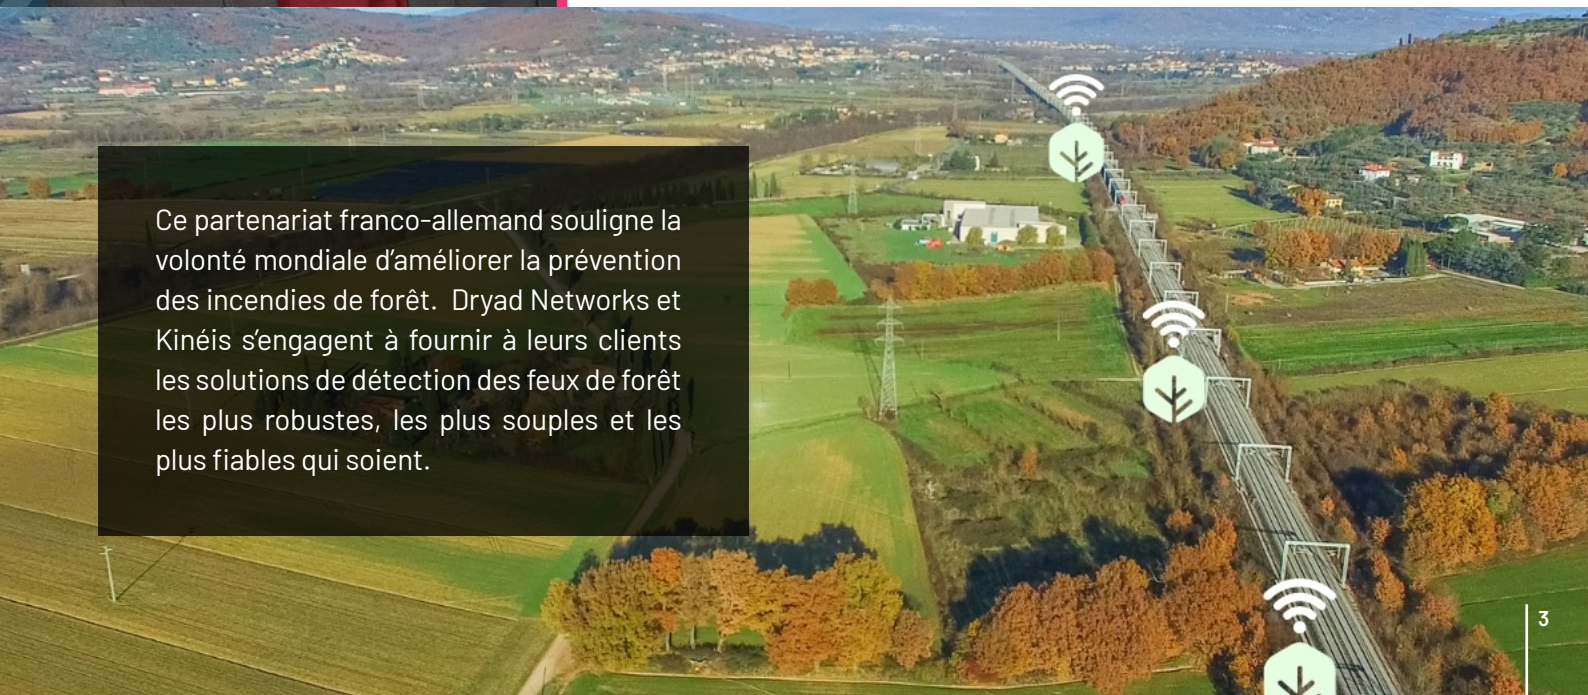 Ce partenariat franco-allemand souligne la
volonté mondiale d’améliorer la prévention
des incendies de forêt.  Dryad Networks et
Kinéis s’engagent à fournir à leurs clients
les solutions de détection des feux de forêt
les plus robustes, les plus souples et les
plus fiables qui soient.
3